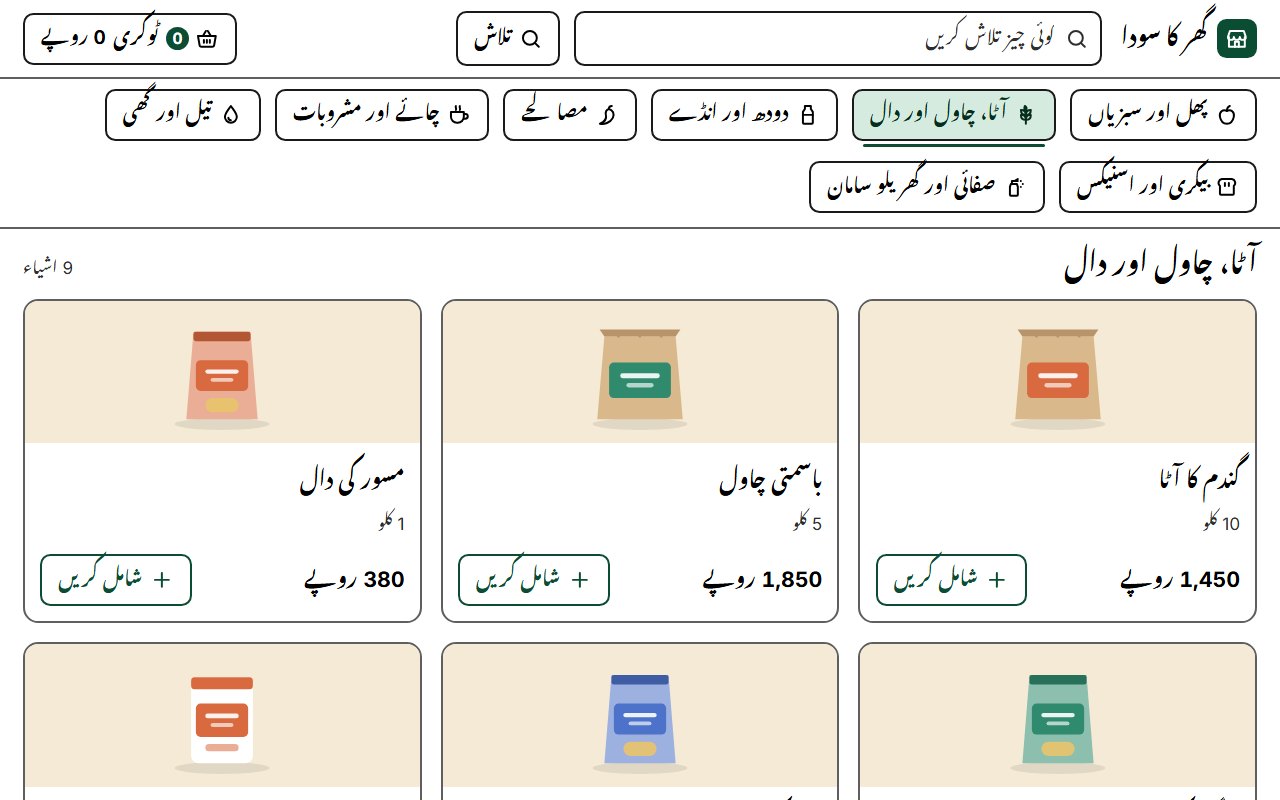 گھر کا سودا
کوئی چیز تلاش کریں
تلاش
ٹوکری 0 0 روپے
پھل اور سبزیاں
آٹا، چاول اور دال
دودھ اور انڈے
مصالحے
چائے اور مشروبات
تیل اور گھی
بیکری اور اسنیکس
صفائی اور گھریلو سامان
آٹا، چاول اور دال
9 اشیاء
گندم کا آٹا
10 کلو
1,450 روپے
شامل کریں
باسمتی چاول
5 کلو
1,850 روپے
شامل کریں
مسور کی دال
1 کلو
380 روپے
شامل کریں